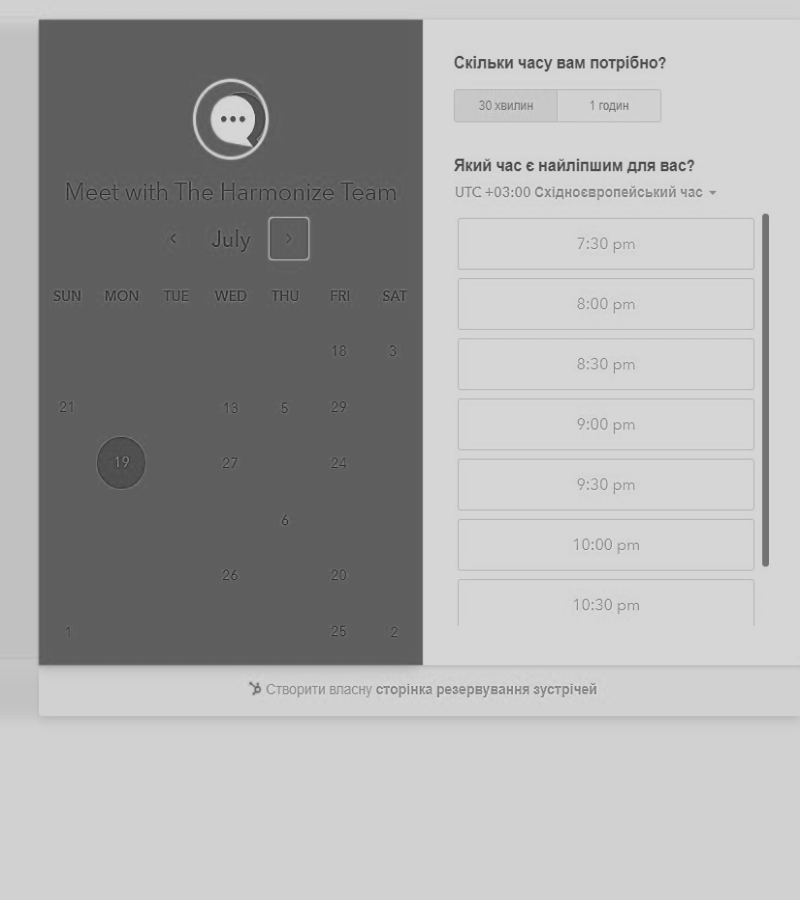 Meet with The Harmonize Team
July
SUN MON TUE WED THU FRI SAT
18 3
21 13 5 29
19 27 24
6
26 20
1 25 2
Скільки часу вам потрібно?
30 хвилин 1 годин
Який час є найліпшим для вас?
UTC +03:00 Східноєвропейський час
7:30 pm
8:00 pm
8:30 pm
9:00 pm
9:30 pm
10:00 pm
10:30 pm
Створити власну сторінка резервування зустрічей